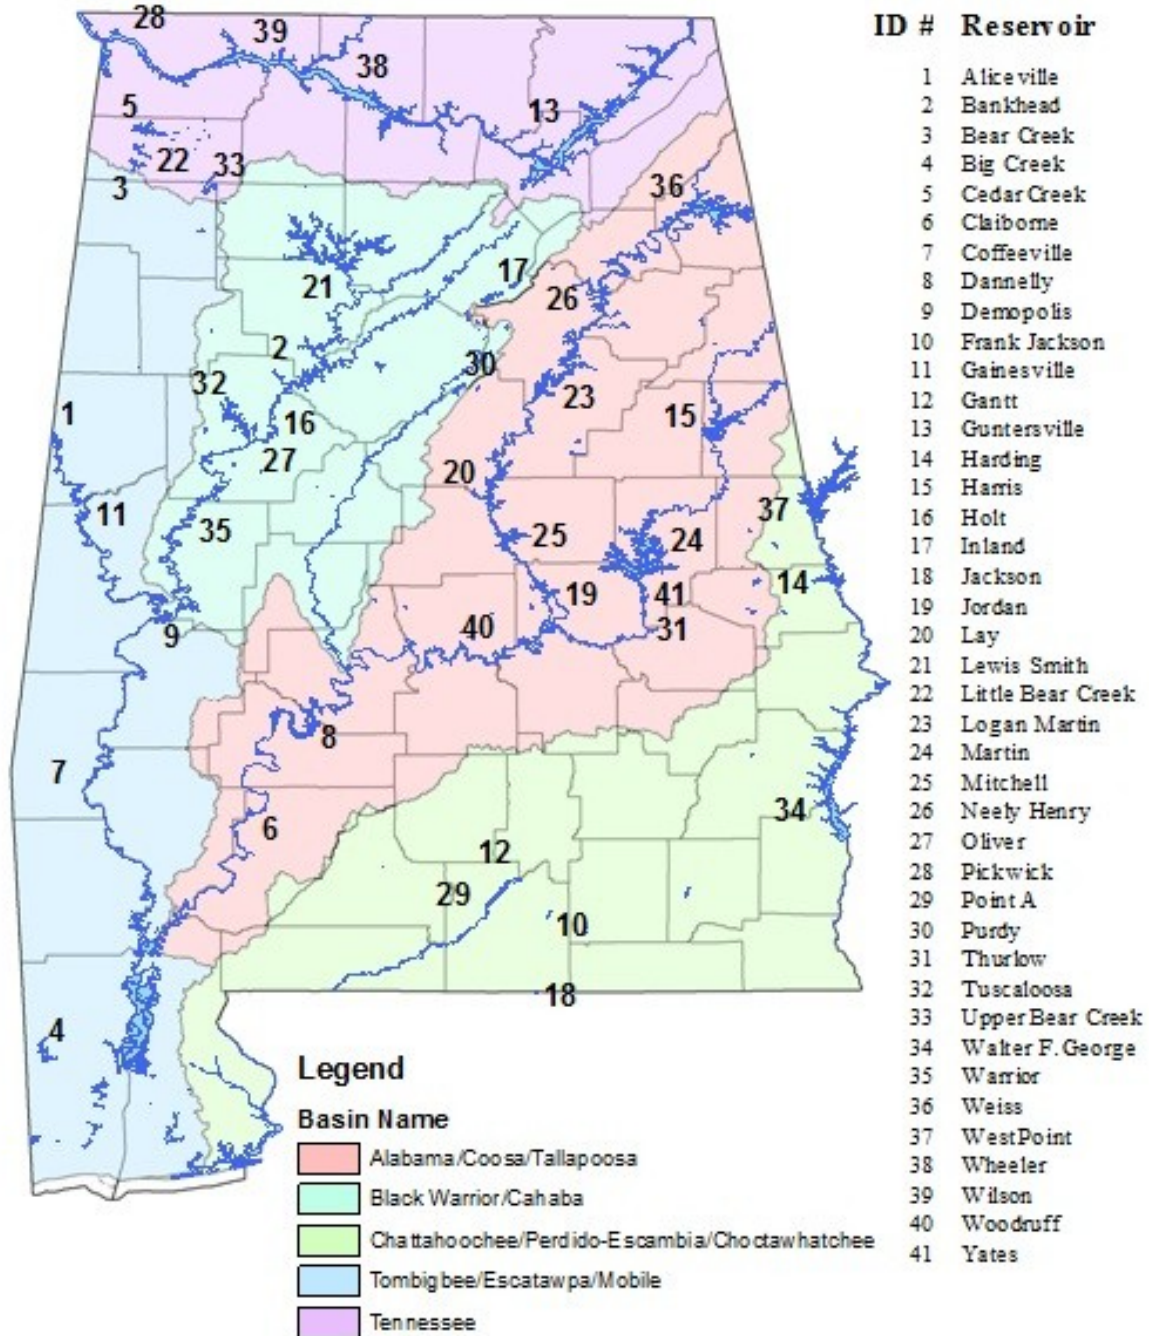 28
39
38
5
13
22
33
3
36
17
21
26
2
30
32
23
1
16
15
27
20
11
35
25
24
37
14
19
41
40
31
9
8
7
34
6
12
29
10
18
4
ID # Reservoir
1 Aliceville
2 Bankhead
3 Bear Creek
4 Big Creek
5 Cedar Creek
6 Claiborne
7 Coffeeville
8 Dannelly
9 Demopolis
10 Frank Jackson
11 Gainesville
12 Gantt
13 Guntersville
14 Harding
15 Harris
16 Holt
17 Inland
18 Jackson
19 Jordan
20 Lay
21 Lewis Smith
22 Little Bear Creek
23 Logan Martin
24 Martin
25 Mitchell
26 Neely Henry
27 Oliver
28 Pickwick
29 Point A
30 Purdy
31 Thurlow
32 Tuscaloosa
33 Upper Bear Creek
34 Walter F. George
35 Warrior
36 Weiss
37 West Point
38 Wheeler
39 Wilson
40 Woodruff
41 Yates
Legend
Basin Name
Alabama/Coosa/Tallapoosa
Black Warrior/Cahaba
Chattahoochee/Perdido-Escambia/Choctawhatchee
Tombigbee/Escatawpa/Mobile
Tennessee